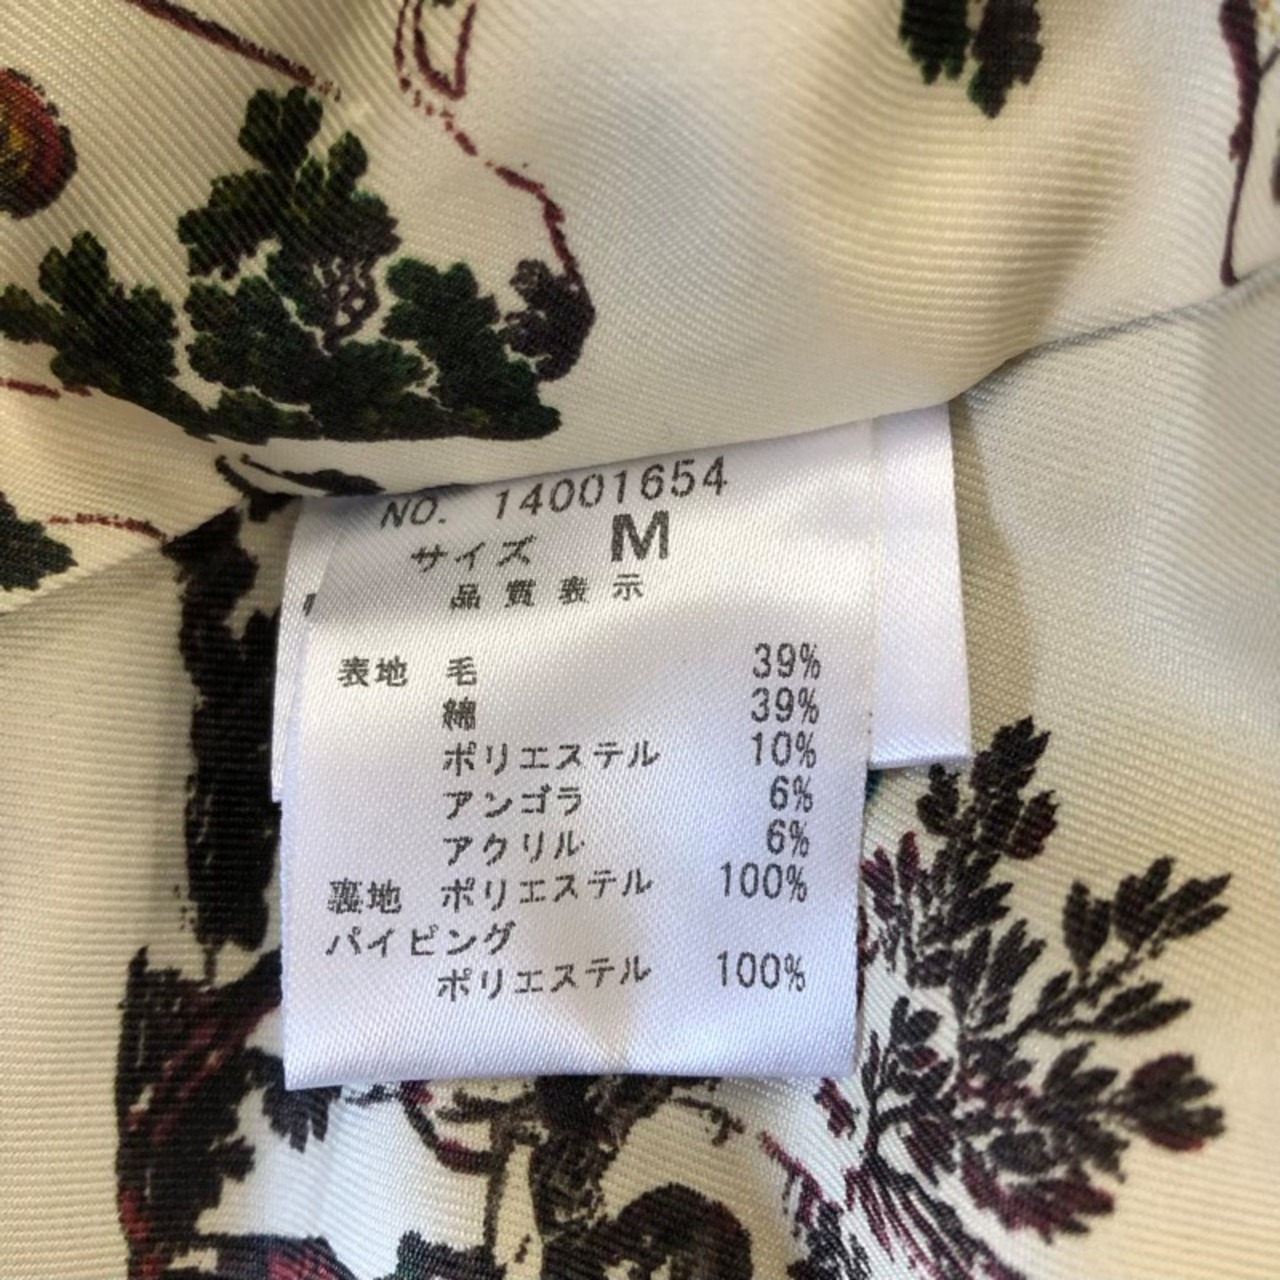 NO. 14001654
サイズ M
品質表示
表地 毛 39%
綿 39%
ポリエステル 10%
アンゴラ 6%
アクリル 6%
裏地 ポリエステル 100%
パイピング
ポリエステル 100%